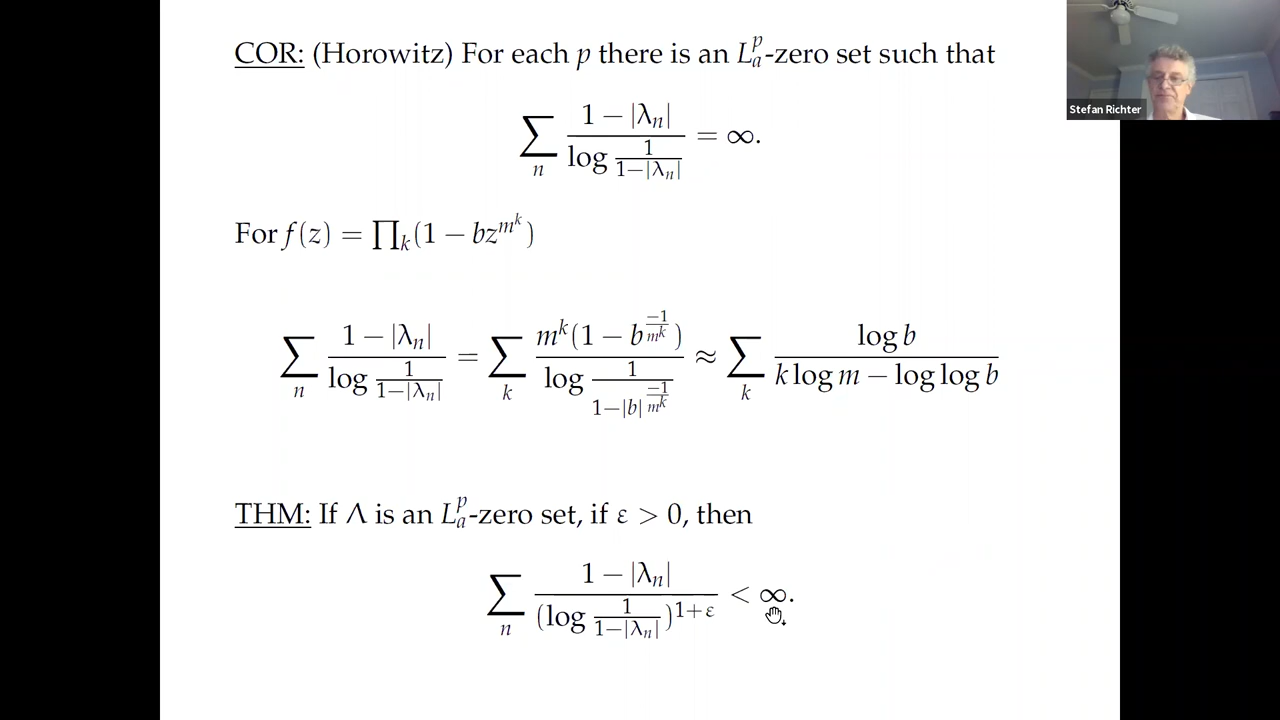 COR: (Horowitz) For each p there is an L_a^p-zero set such that
∑_n (1 − |λ_n|) / (log 1/(1−|λ_n|)) = ∞.
Stefan Richter
For f(z) = ∏_k(1 − bz^{m^k})
∑_n (1 − |λ_n|) / (log 1/(1−|λ_n|)) = ∑_k (m^k(1 − b^{−1/m^k})) / (log 1/(1−|b|^{−1/m^k})) ≈ ∑_k (log b) / (k log m − log log b)
THM: If Λ is an L_a^p-zero set, if ε > 0, then
∑_n (1 − |λ_n|) / ((log 1/(1−|λ_n|))^{1+ε}) < ∞.